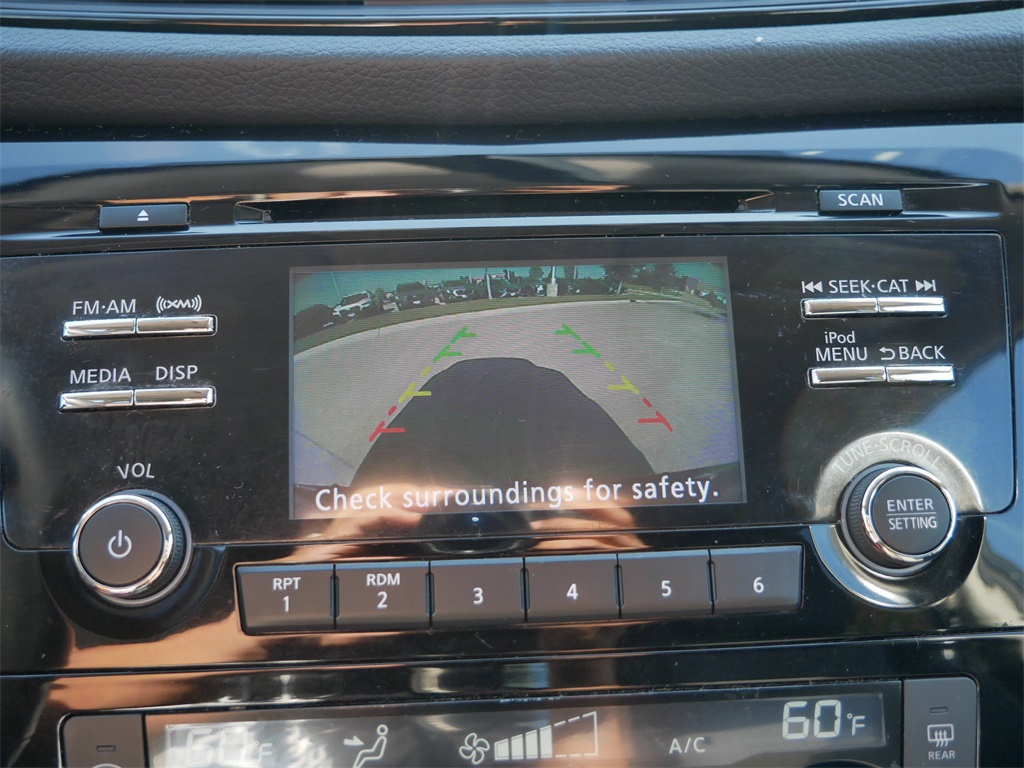 SCAN
FM·AM
((XM))
SEEK·CAT
iPod
MENU
BACK
MEDIA
DISP
VOL
TUNE·SCROLL
ENTER
SETTING
Check surroundings for safety.
RPT
1
RDM
2
3
4
5
6
60°F
A/C
60°F
REAR